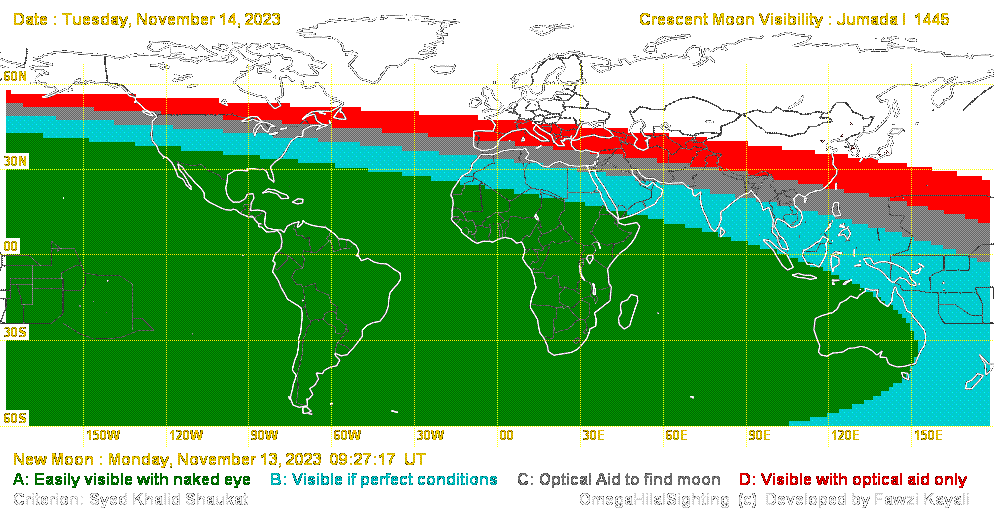 Date : Tuesday, November 14, 2023 Crescent Moon Visibility : Jumada I 1445
60N
30N
00
30S
60S
150W 120W 90W 60W 30W 00 30E 60E 90E 120E 150E
New Moon : Monday, November 13, 2023 09:27:17 UT
A: Easily visible with naked eye B: Visible if perfect conditions C: Optical Aid to find moon D: Visible with optical aid only
Criterion: Syed Khalid Shaukat OmegaHilalSighting (c) Developed by Fawzi Kayali